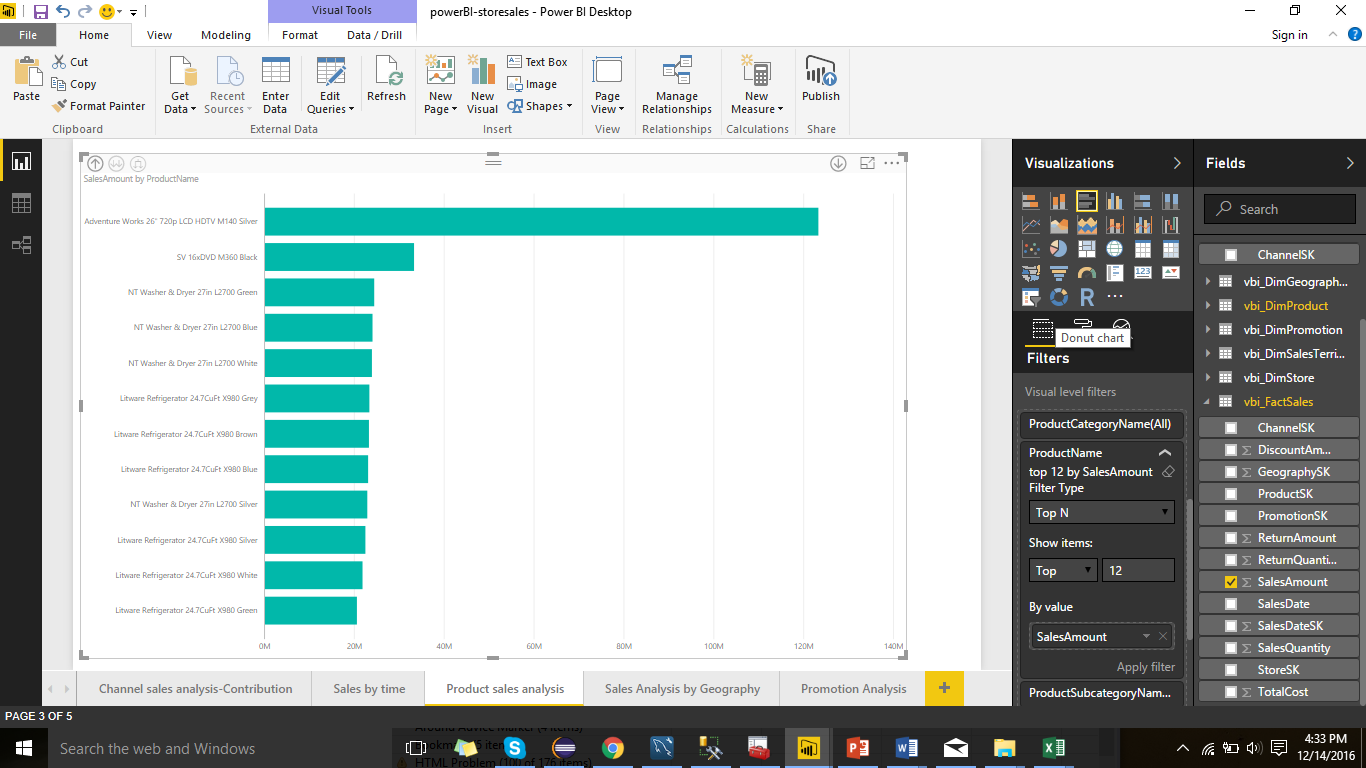 Visual Tools
powerBI-storesales - Power BI Desktop
File
Home
View
Modeling
Format
Data / Drill
Sign in
Paste
Cut
Copy
Format Painter
Clipboard
Get Data
Recent Sources
Enter Data
Edit Queries
Refresh
External Data
New Page
New Visual
Text Box
Image
Shapes
Insert
Page View
View
Manage Relationships
Relationships
New Measure
Calculations
Publish
Share
SalesAmount by ProductName
Adventure Works 26" 720p LCD HDTV M140 Silver
SV 16xDVD M360 Black
NT Washer & Dryer 27in L2700 Green
NT Washer & Dryer 27in L2700 Blue
NT Washer & Dryer 27in L2700 White
Litware Refrigerator 24.7CuFt X980 Grey
Litware Refrigerator 24.7CuFt X980 Brown
Litware Refrigerator 24.7CuFt X980 Blue
NT Washer & Dryer 27in L2700 Silver
Litware Refrigerator 24.7CuFt X980 Silver
Litware Refrigerator 24.7CuFt X980 White
Litware Refrigerator 24.7CuFt X980 Green
0M 20M 40M 60M 80M 100M 120M 140M
Visualizations
123
R
Donut chart
Filters
Visual level filters
ProductCategoryName(All)
ProductName
top 12 by SalesAmount
Filter Type
Top N
Show items:
Top
12
By value
SalesAmount
Apply filter
ProductSubcategoryNam...
Fields
Search
ChannelSK
vbi_DimGeograph...
vbi_DimProduct
vbi_DimPromotion
vbi_DimSalesTerri...
vbi_DimStore
vbi_FactSales
ChannelSK
DiscountAm...
GeographySK
ProductSK
PromotionSK
ReturnAmount
ReturnQuanti...
SalesAmount
SalesDate
SalesDateSK
SalesQuantity
StoreSK
TotalCost
Channel sales analysis-Contribution
Sales by time
Product sales analysis
Sales Analysis by Geography
Promotion Analysis
+
PAGE 3 OF 5
Search the web and Windows
HTML Problem (100 of 176 items)
4:33 PM
12/14/2016